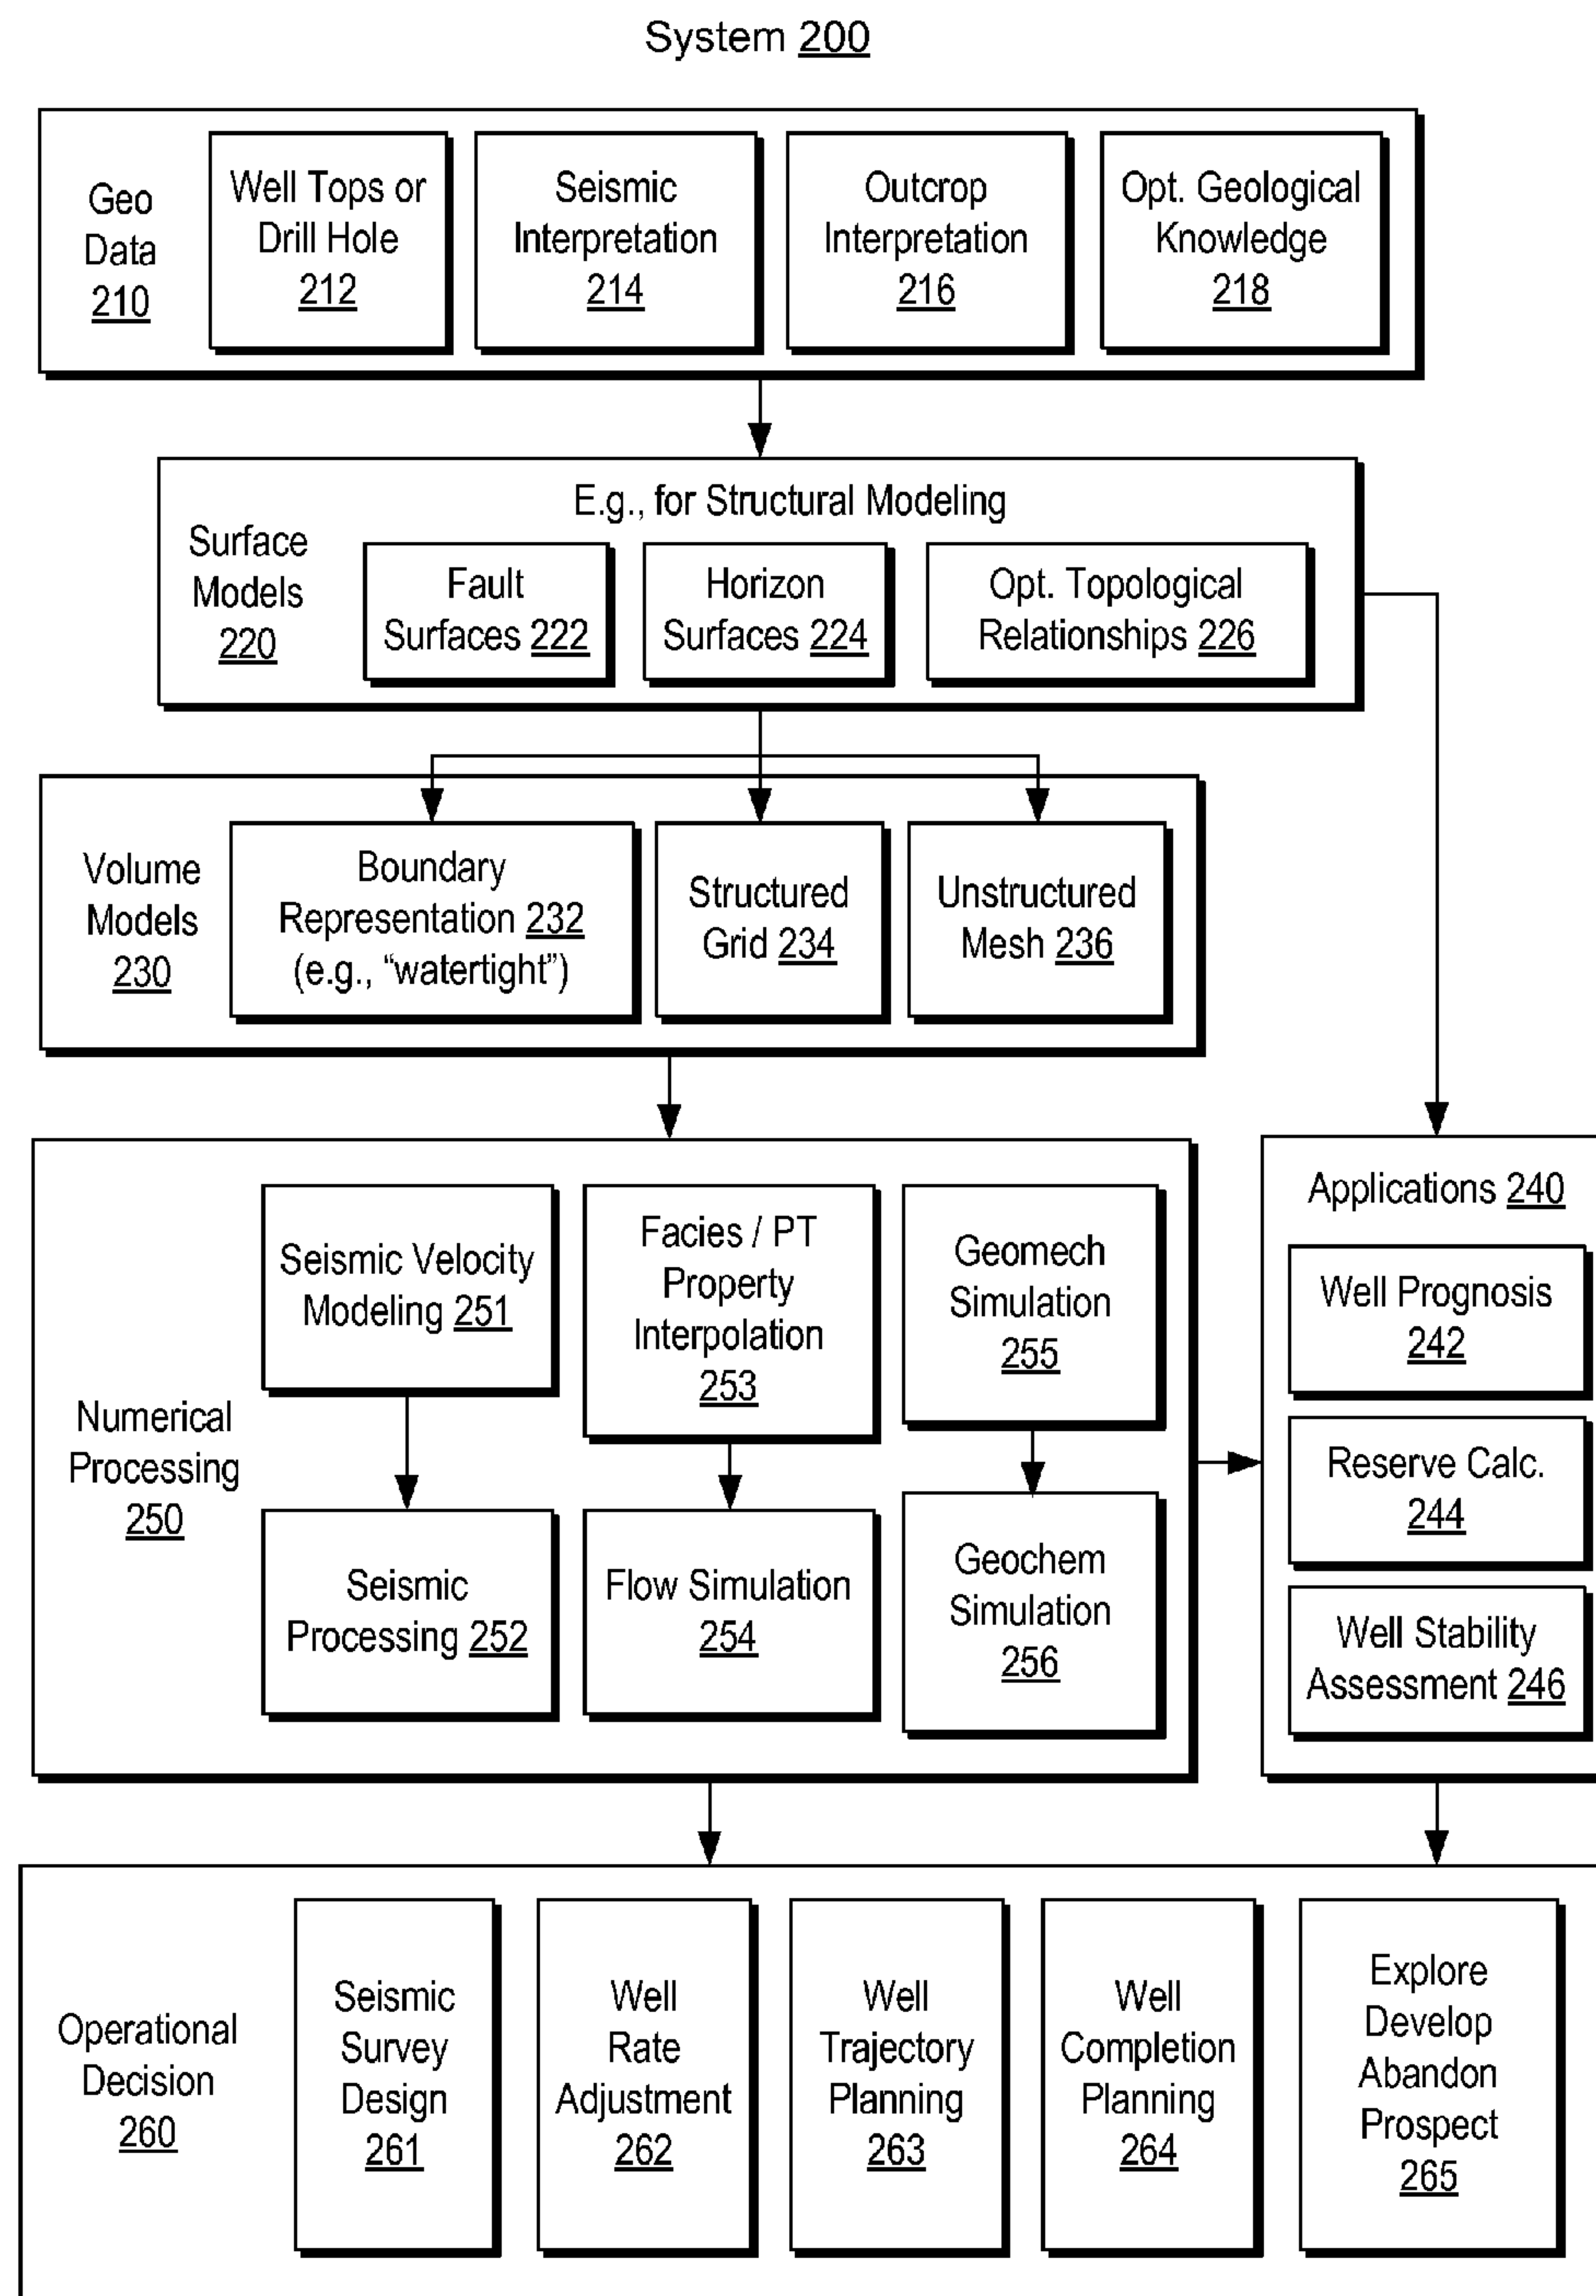 System 200
Geo
Data
210
Well Tops or
Drill Hole
212
Seismic
Interpretation
214
Outcrop
Interpretation
216
Opt. Geological
Knowledge
218
E.g., for Structural Modeling
Surface
Models
220
Fault
Surfaces 222
Horizon
Surfaces 224
Opt. Topological
Relationships 226
Volume
Models
230
Boundary
Representation 232
(e.g., “watertight”)
Structured
Grid 234
Unstructured
Mesh 236
Numerical
Processing
250
Seismic Velocity
Modeling 251
Facies / PT
Property
Interpolation
253
Geomech
Simulation
255
Seismic
Processing 252
Flow Simulation
254
Geochem
Simulation
256
Applications 240
Well Prognosis
242
Reserve Calc.
244
Well Stability
Assessment 246
Operational
Decision
260
Seismic
Survey
Design
261
Well
Rate
Adjustment
262
Well
Trajectory
Planning
263
Well
Completion
Planning
264
Explore
Develop
Abandon
Prospect
265